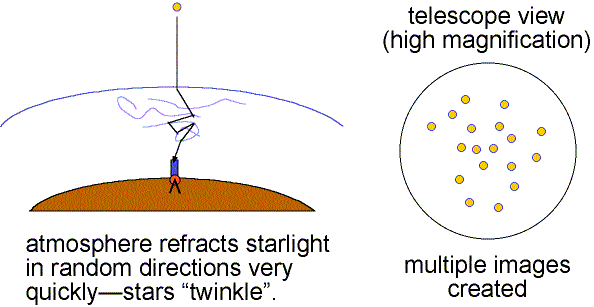 telescope view
(high magnification)
atmosphere refracts starlight
in random directions very
quickly—stars “twinkle”.
multiple images
created